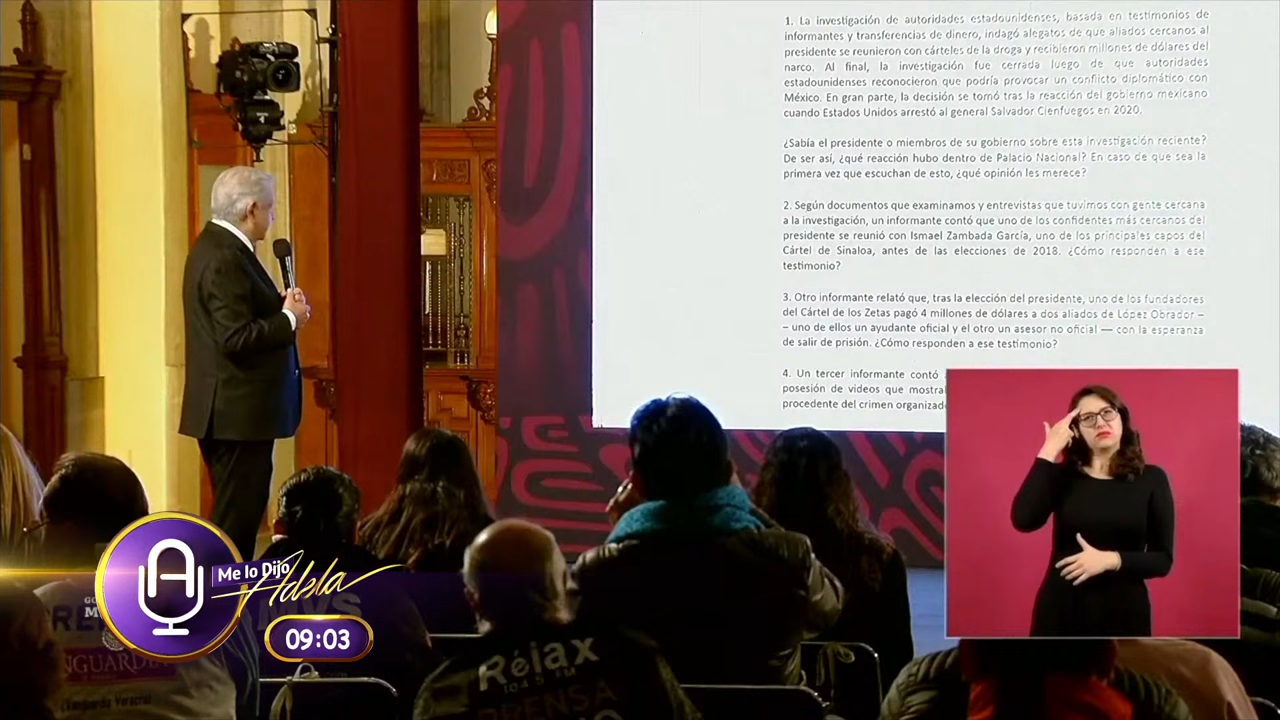 1. La investigación de autoridades estadounidenses, basada en testimonios de
informantes y transferencias de dinero, indagó alegatos de que aliados cercanos al
presidente se reunieron con cárteles de la droga y recibieron millones de dólares del
narco. Al final, la investigación fue cerrada luego de que autoridades
estadounidenses reconocieron que podría provocar un conflicto diplomático con
México. En gran parte, la decisión se tomó tras la reacción del gobierno mexicano
cuando Estados Unidos arrestó al general Salvador Cienfuegos en 2020.
¿Sabía el presidente o miembros de su gobierno sobre esta investigación reciente?
De ser así, ¿qué reacción hubo dentro de Palacio Nacional? En caso de que sea la
primera vez que escuchan de esto, ¿qué opinión les merece?
2. Según documentos que examinamos y entrevistas que tuvimos con gente cercana
a la investigación, un informante contó que uno de los confidentes más cercanos del
presidente se reunió con Ismael Zambada García, uno de los principales capos del
Cártel de Sinaloa, antes de las elecciones de 2018. ¿Cómo responden a ese
testimonio?
3. Otro informante relató que, tras la elección del presidente, uno de los fundadores
del Cártel de los Zetas pagó 4 millones de dólares a dos aliados de López Obrador –
– uno de ellos un ayudante oficial y el otro un asesor no oficial — con la esperanza
de salir de prisión. ¿Cómo responden a ese testimonio?
4. Un tercer informante contó
posesión de videos que
procedente del crimen
Me lo Dijo
Adela
09:03
MVS
Rélax
104.5 FM
PRENSA
Vanguardia Veracruz